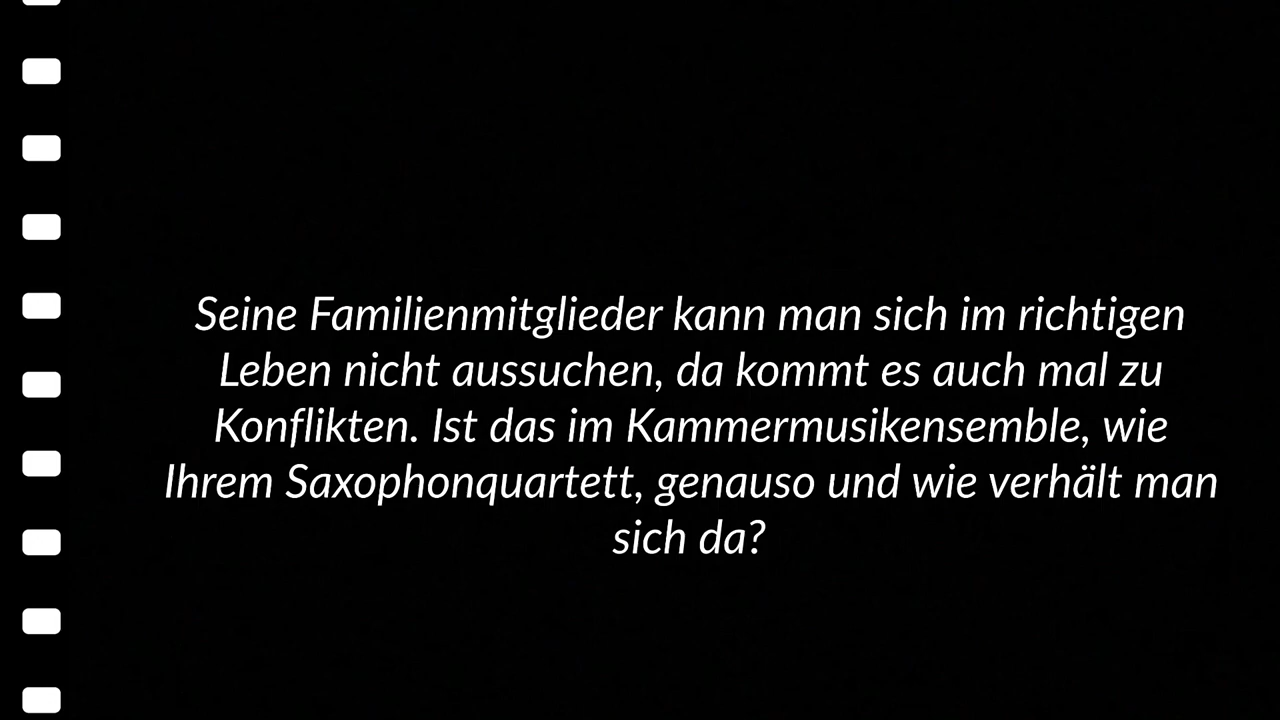 Seine Familienmitglieder kann man sich im richtigen
Leben nicht aussuchen, da kommt es auch mal zu
Konflikten. Ist das im Kammermusikensemble, wie
Ihrem Saxophonquartett, genauso und wie verhält man
sich da?